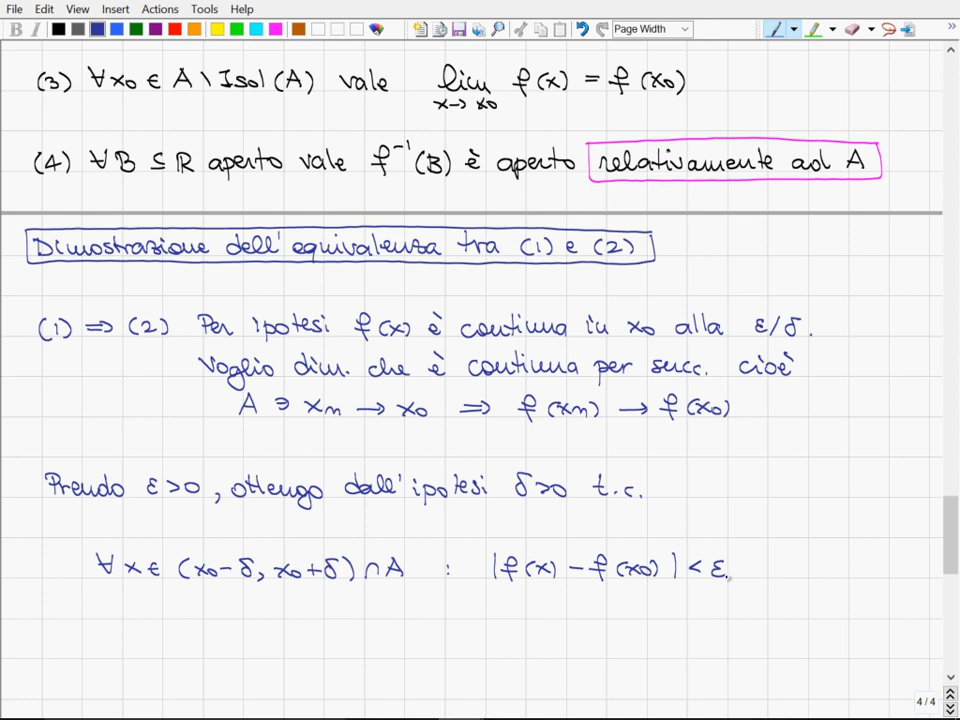 File Edit View Insert Actions Tools Help
B I Page Width
(3) ∀x₀ ∈ A \ Isol(A) vale lim f(x) = f(x₀)
x→x₀
(4) ∀B ⊆ ℝ aperto vale f⁻¹(B) è aperto relativamente ad A
Dimostrazione dell'equivalenza tra (1) e (2)
(1) ⇒ (2) Per ipotesi f(x) è continua in x₀ alla ε/δ.
Voglio dim. che è continua per succ. cioè
A ∋ xn → x₀ ⇒ f(xn) → f(x₀)
Prendo ε>0, ottengo dall'ipotesi δ>0 t.c.
∀x∈ (x₀-δ, x₀+δ)∩A : |f(x) - f(x₀)| < ε.
4 / 4